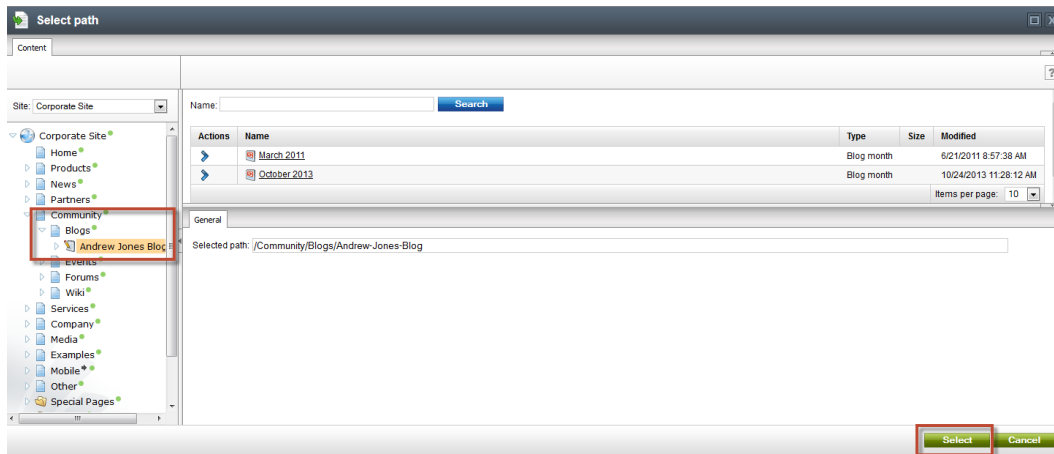 Select path
Content
?
Site: Corporate Site
Name: Search
Corporate Site
Home
Products
News
Partners
Community
Blogs
Andrew Jones Blog
Events
Forums
Wiki
Services
Company
Media
Examples
Mobile
Other
Special Pages
Actions Name Type Size Modified
March 2011 Blog month 6/21/2011 8:57:38 AM
October 2013 Blog month 10/24/2013 11:28:12 AM
Items per page: 10
General
Selected path: /Community/Blogs/Andrew-Jones-Blog
Select Cancel